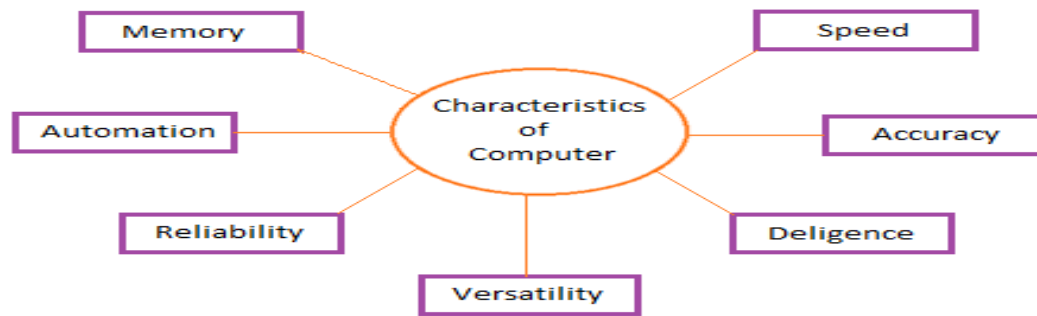 Memory
Speed
Characteristics
of
Computer
Automation
Accuracy
Reliability
Deligence
Versatility